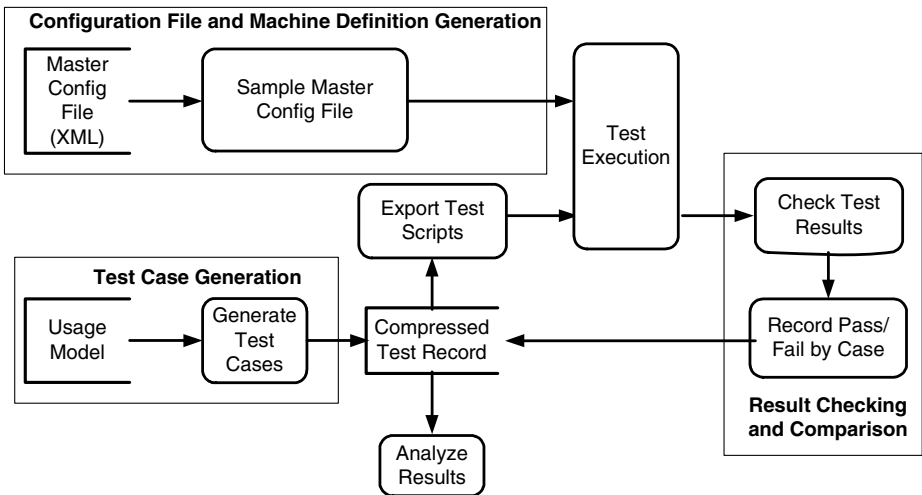 Configuration File and Machine Definition Generation
Master
Config
File
(XML)
Sample Master
Config File
Test
Execution
Export Test
Scripts
Check Test
Results
Test Case Generation
Usage
Model
Generate
Test
Cases
Compressed
Test Record
Record Pass/
Fail by Case
Result Checking
and Comparison
Analyze
Results